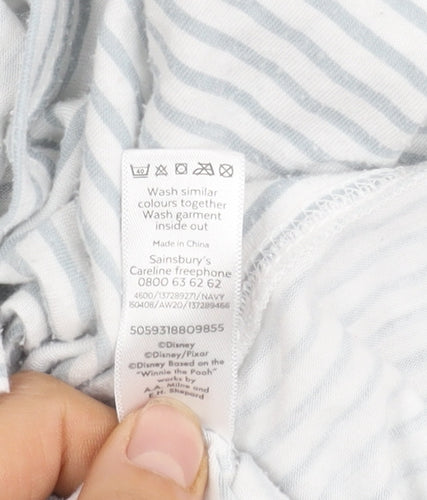 40
Wash similar
colours together
Wash garment
inside out
Made in China
Sainsbury's
Careline freephone
0800 63 62 62
4600/137289271/NAVY
150408/AW20/137289466
5059318809855
©Disney
©Disney/Pixar
©Disney Based on the
"Winnie the Pooh"
works by
A.A. Milne and
E.H. Shepard